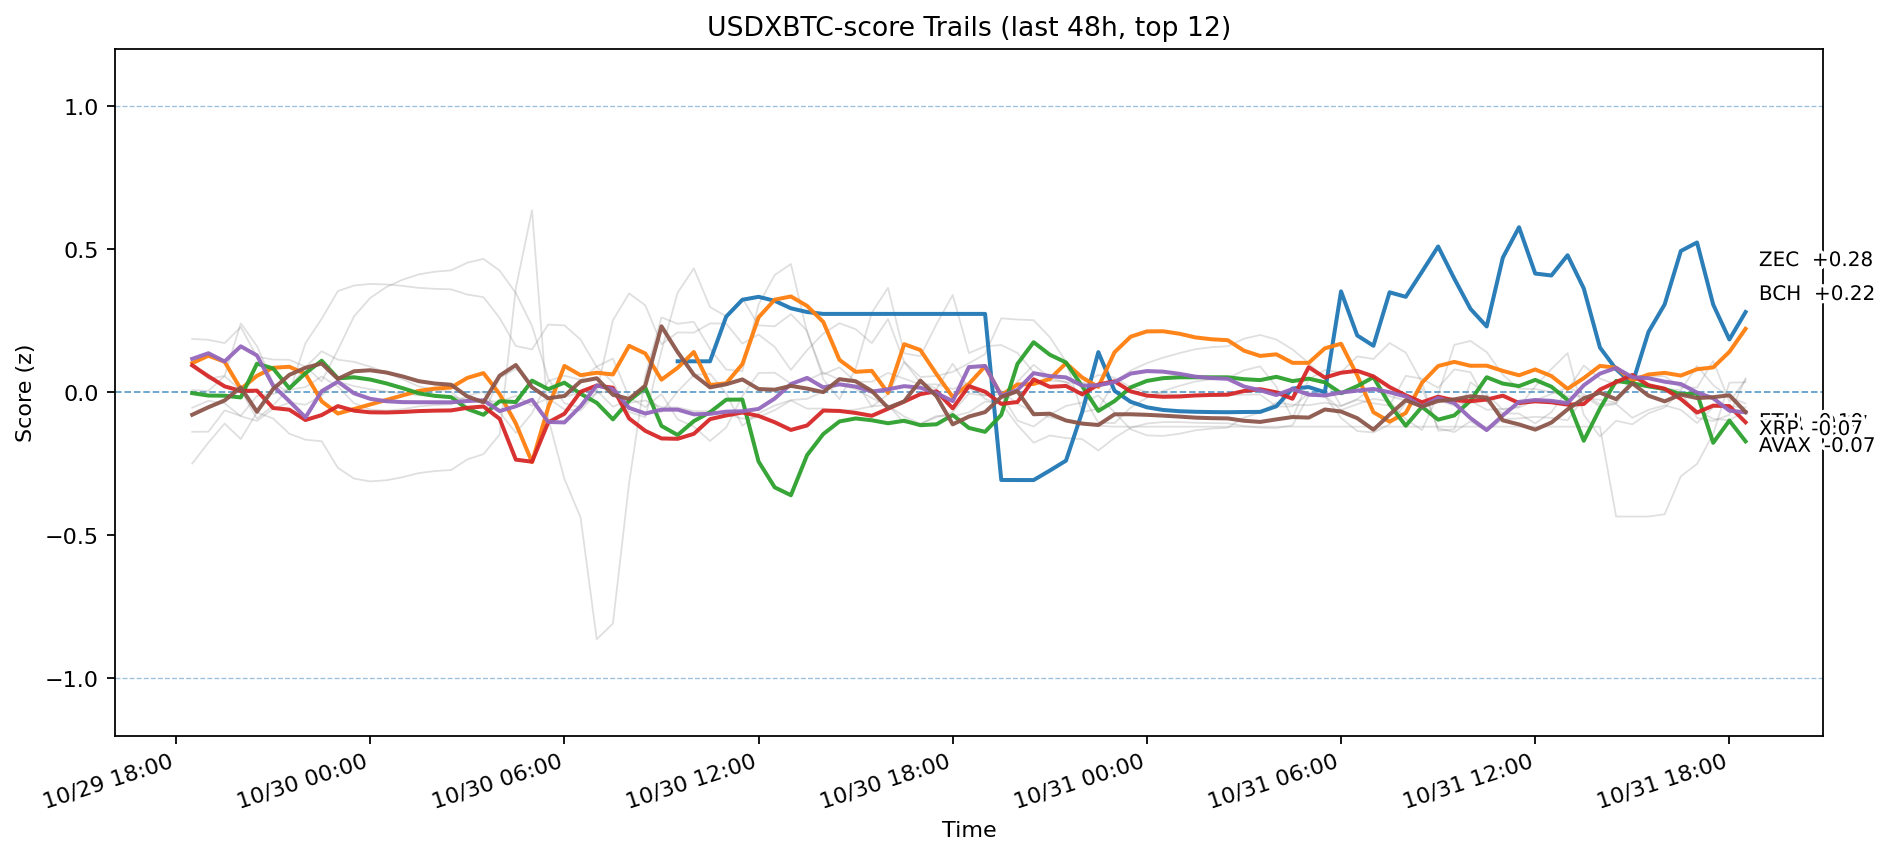 USDXBTC-score Trails (last 48h, top 12)
Score (z)
1.0
0.5
0.0
−0.5
−1.0
ZEC +0.28
BCH +0.22
XRP -0.07
AVAX -0.07
10/29 18:00
10/30 00:00
10/30 06:00
10/30 12:00
10/30 18:00
10/31 00:00
10/31 06:00
10/31 12:00
10/31 18:00
Time